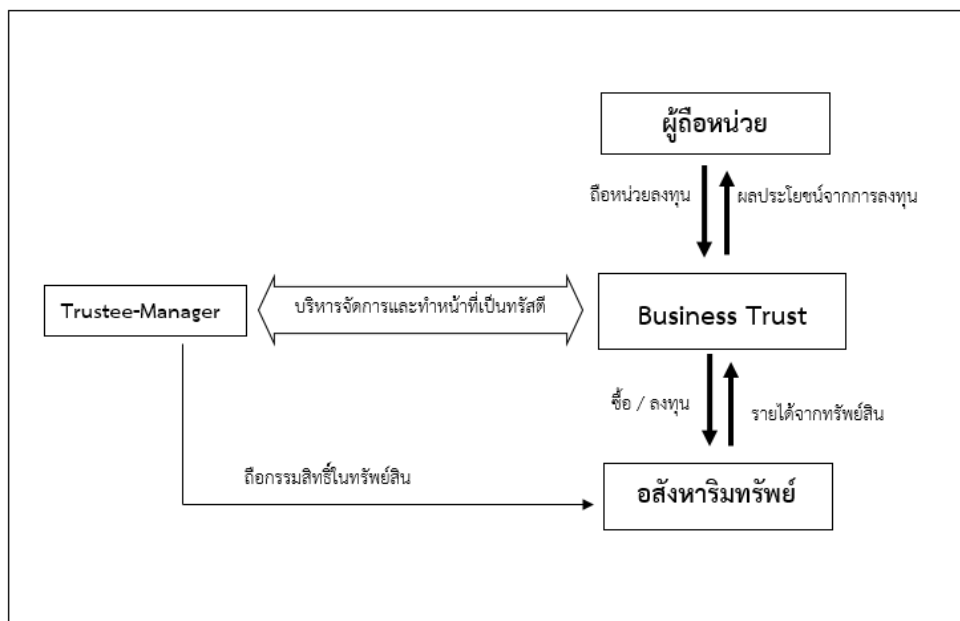 ผู้ถือหน่วย
ถือหน่วยลงทุน
ผลประโยชน์จากการลงทุน
Trustee-Manager
บริหารจัดการและทำหน้าที่เป็นทรัสตี
Business Trust
ซื้อ / ลงทุน
รายได้จากทรัพย์สิน
ถือกรรมสิทธิ์ในทรัพย์สิน
อสังหาริมทรัพย์